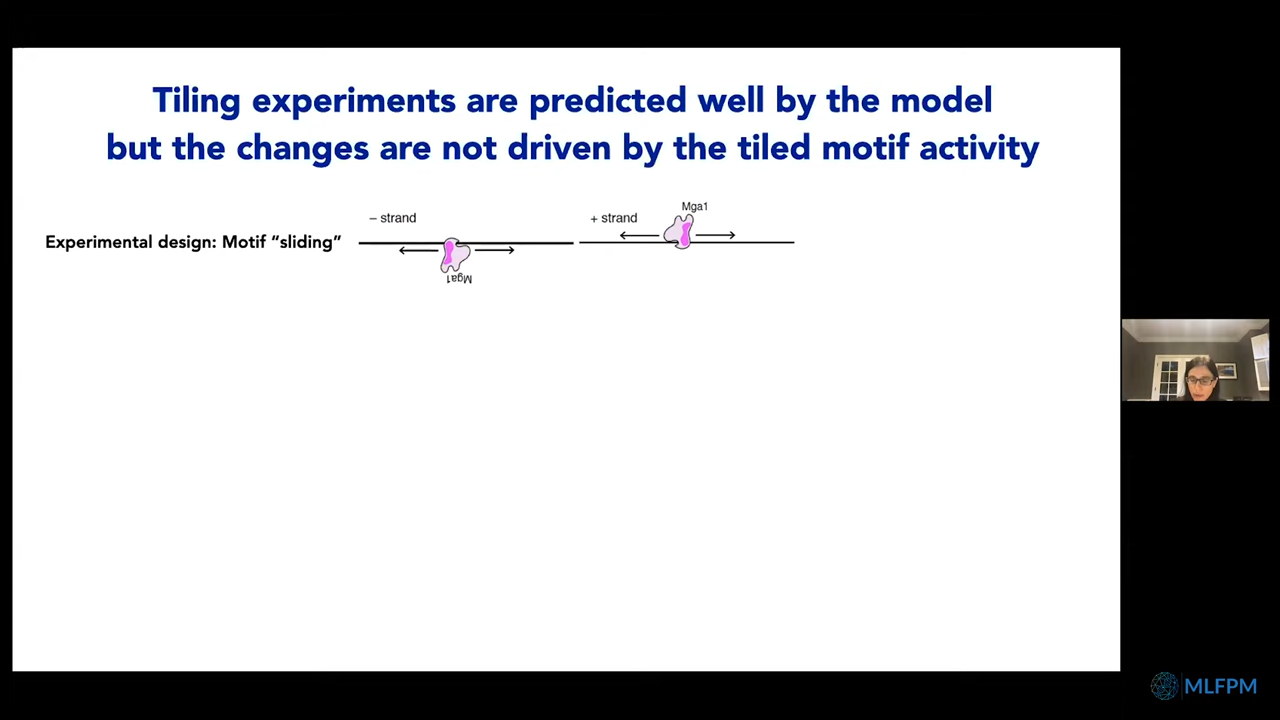 Tiling experiments are predicted well by the model
but the changes are not driven by the tiled motif activity
Experimental design: Motif “sliding”
– strand
Mga1
+ strand
Mga1
MLFPM